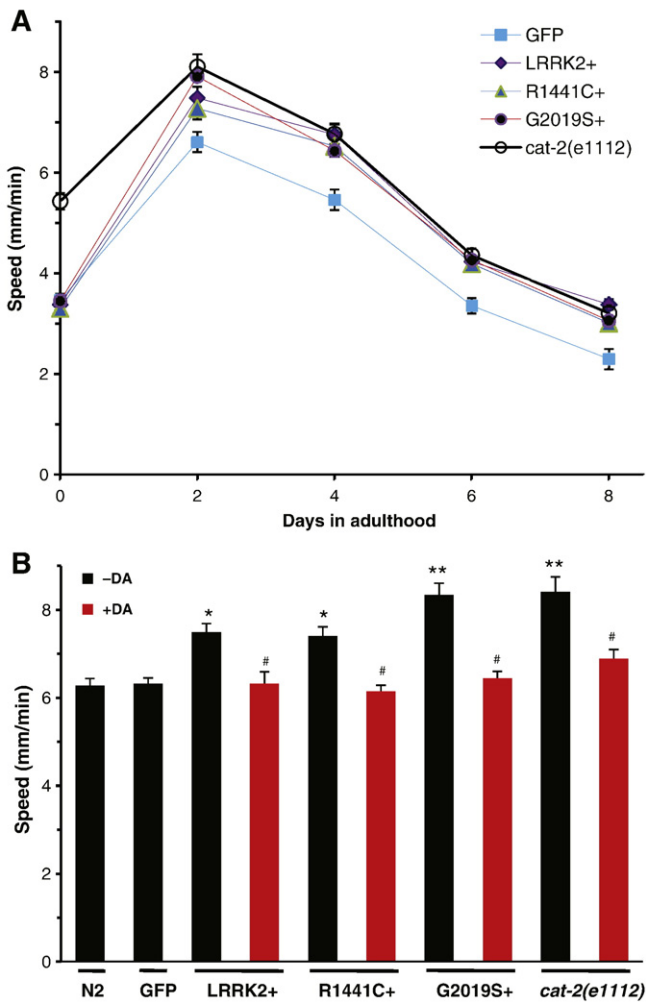 A
GFP
LRRK2+
R1441C+
G2019S+
cat-2(e1112)
Speed (mm/min)
8
6
4
2
0
0 2 4 6 8
Days in adulthood
B
–DA
+DA
Speed (mm/min)
8
6
4
2
0
* # * # ** # ** #
N2 GFP LRRK2+ R1441C+ G2019S+ cat-2(e1112)